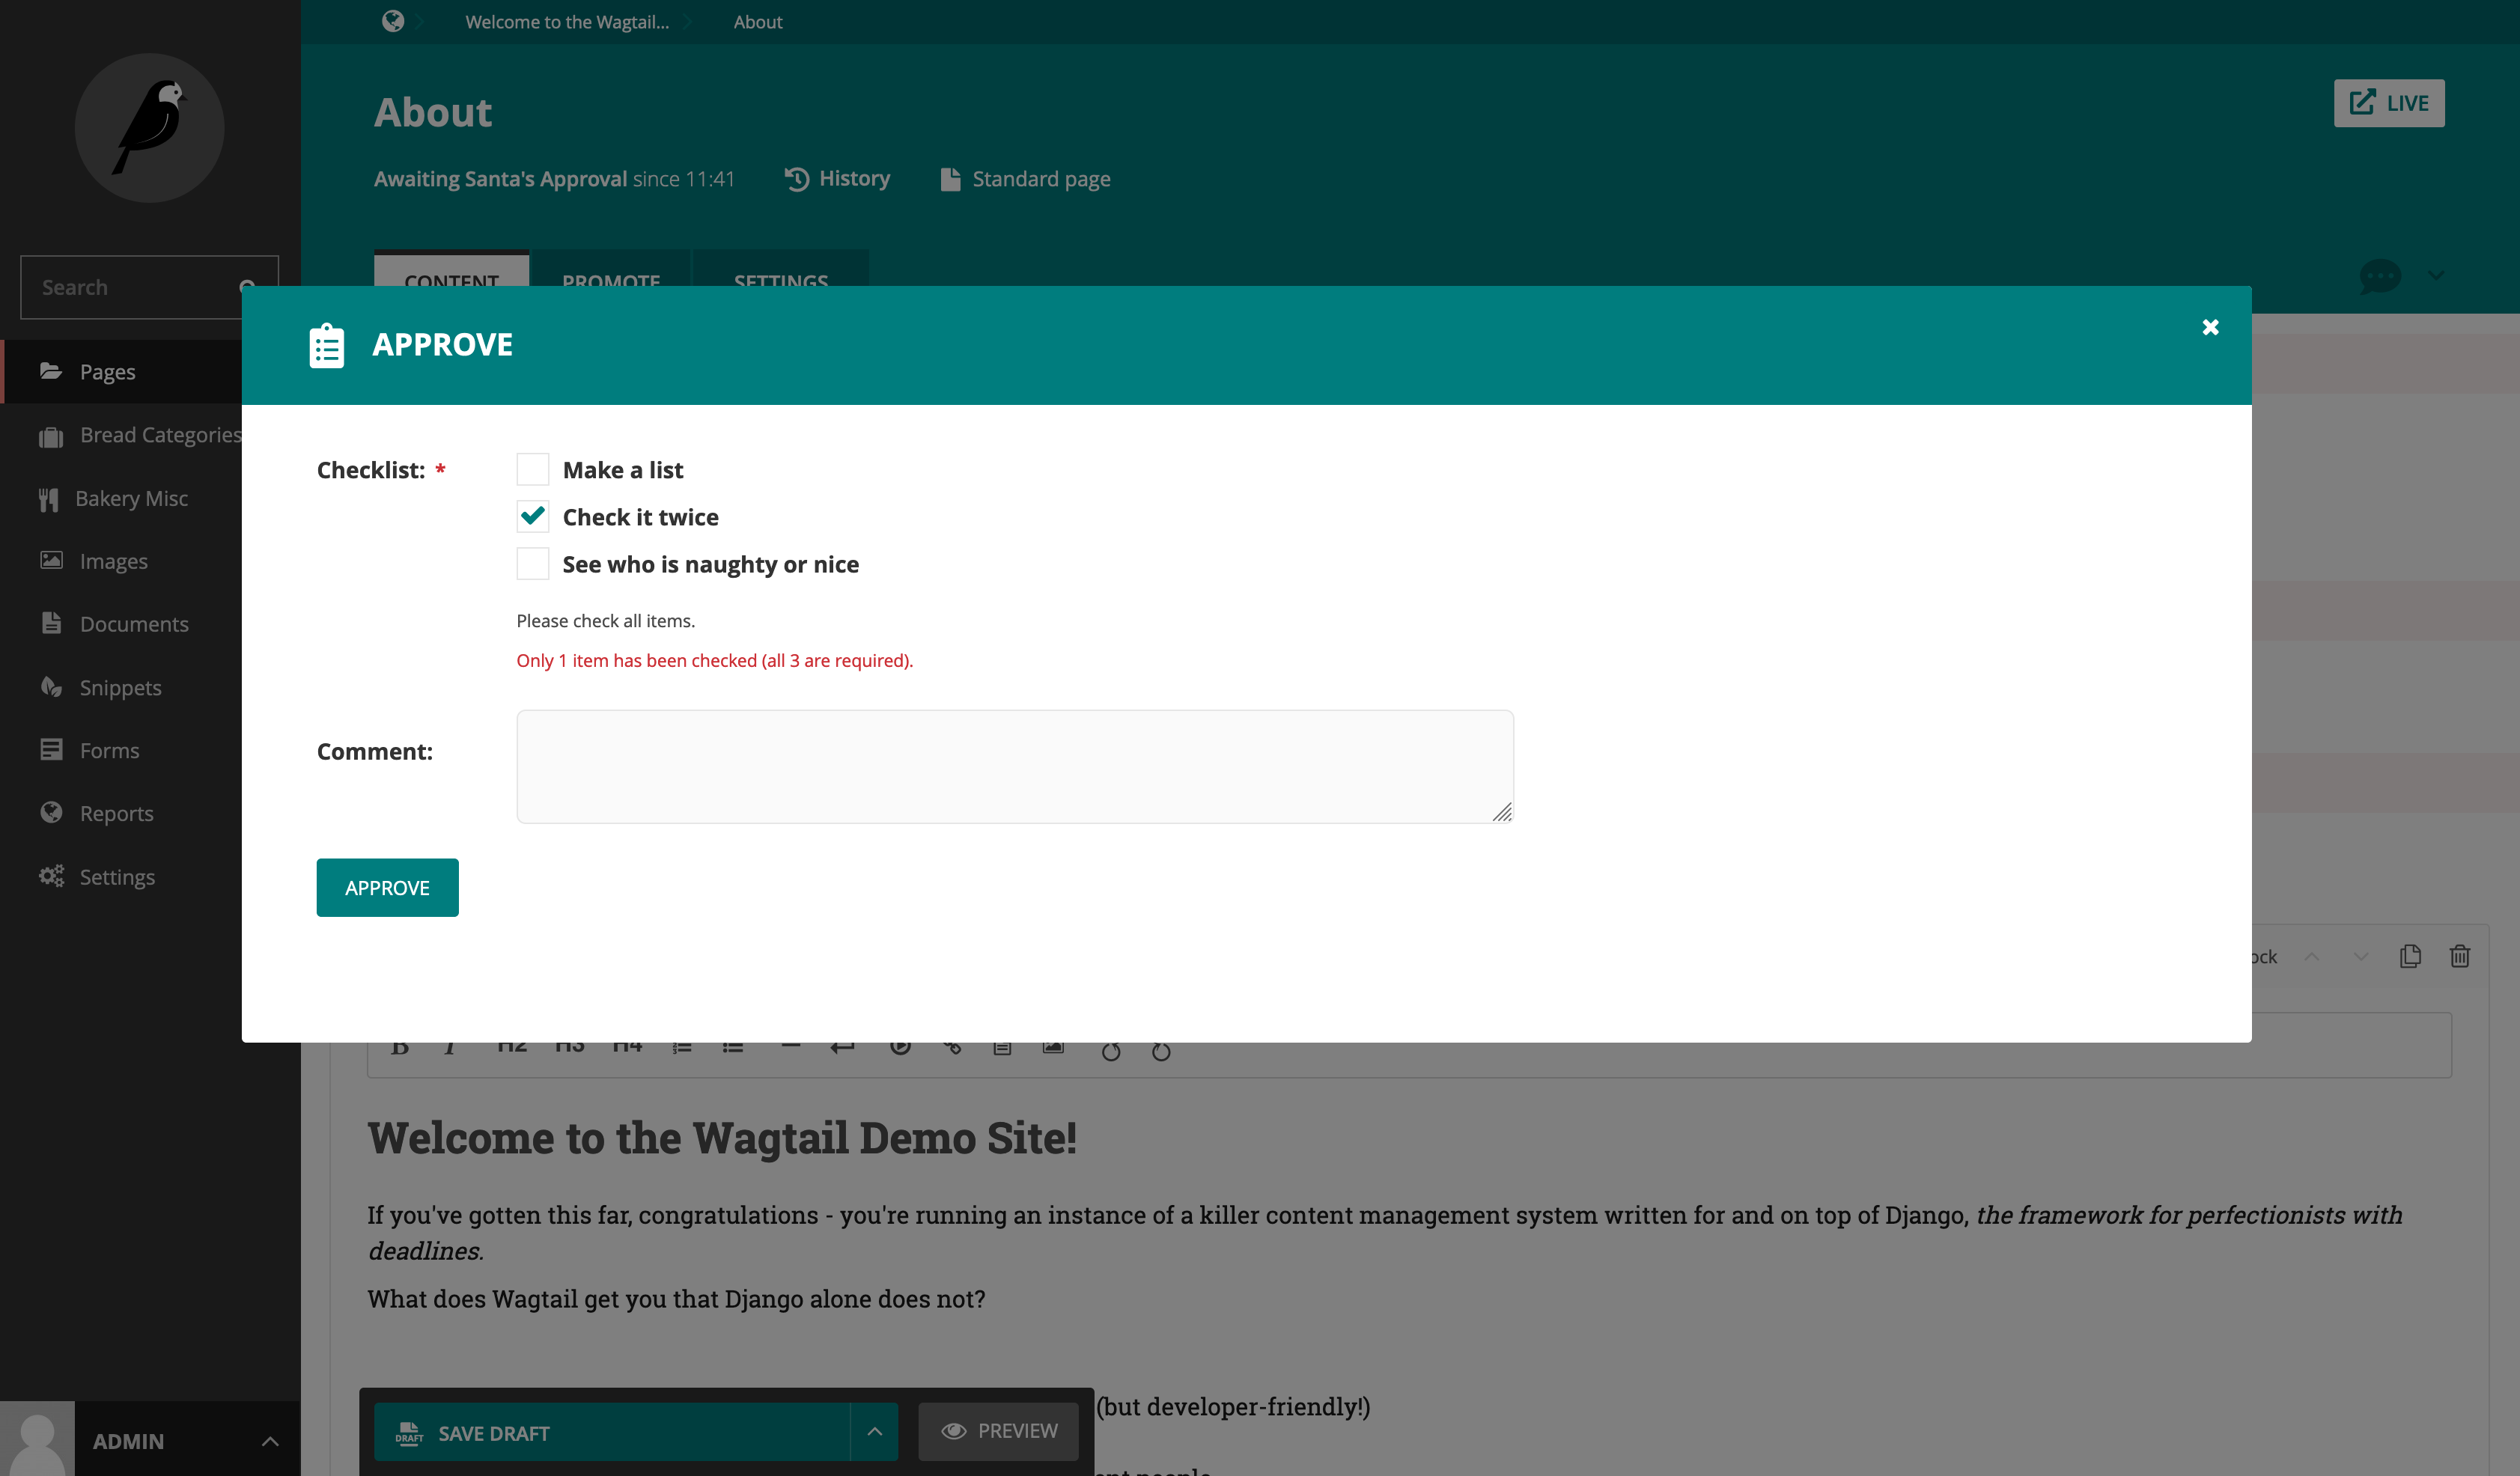 Welcome to the Wagtail...
About
About
LIVE
Awaiting Santa's Approval since 11:41
History
Standard page
CONTENT
PROMOTE
SETTINGS
Search
Pages
Bread Categories
Bakery Misc
Images
Documents
Snippets
Forms
Reports
Settings
ADMIN
APPROVE
Checklist: *
Make a list
Check it twice
See who is naughty or nice
Please check all items.
Only 1 item has been checked (all 3 are required).
Comment:
APPROVE
B I H2 H3 H4
Welcome to the Wagtail Demo Site!
If you've gotten this far, congratulations - you're running an instance of a killer content management system written for and on top of Django, the framework for perfectionists with
deadlines.
What does Wagtail get you that Django alone does not?
(but developer-friendly!)
DRAFT
SAVE DRAFT
PREVIEW